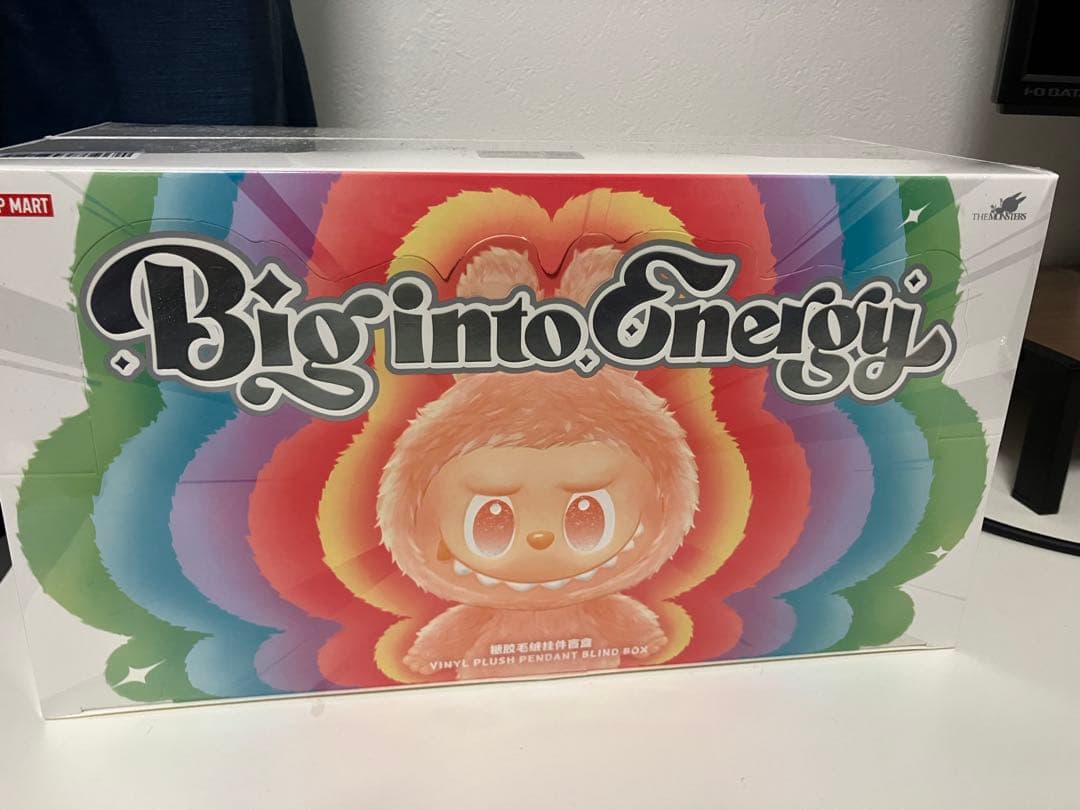 P MART
THE MONSTERS
Big into Energy
搪胶毛绒挂件盲盒
VINYL PLUSH PENDANT BLIND BOX
I-O DATA